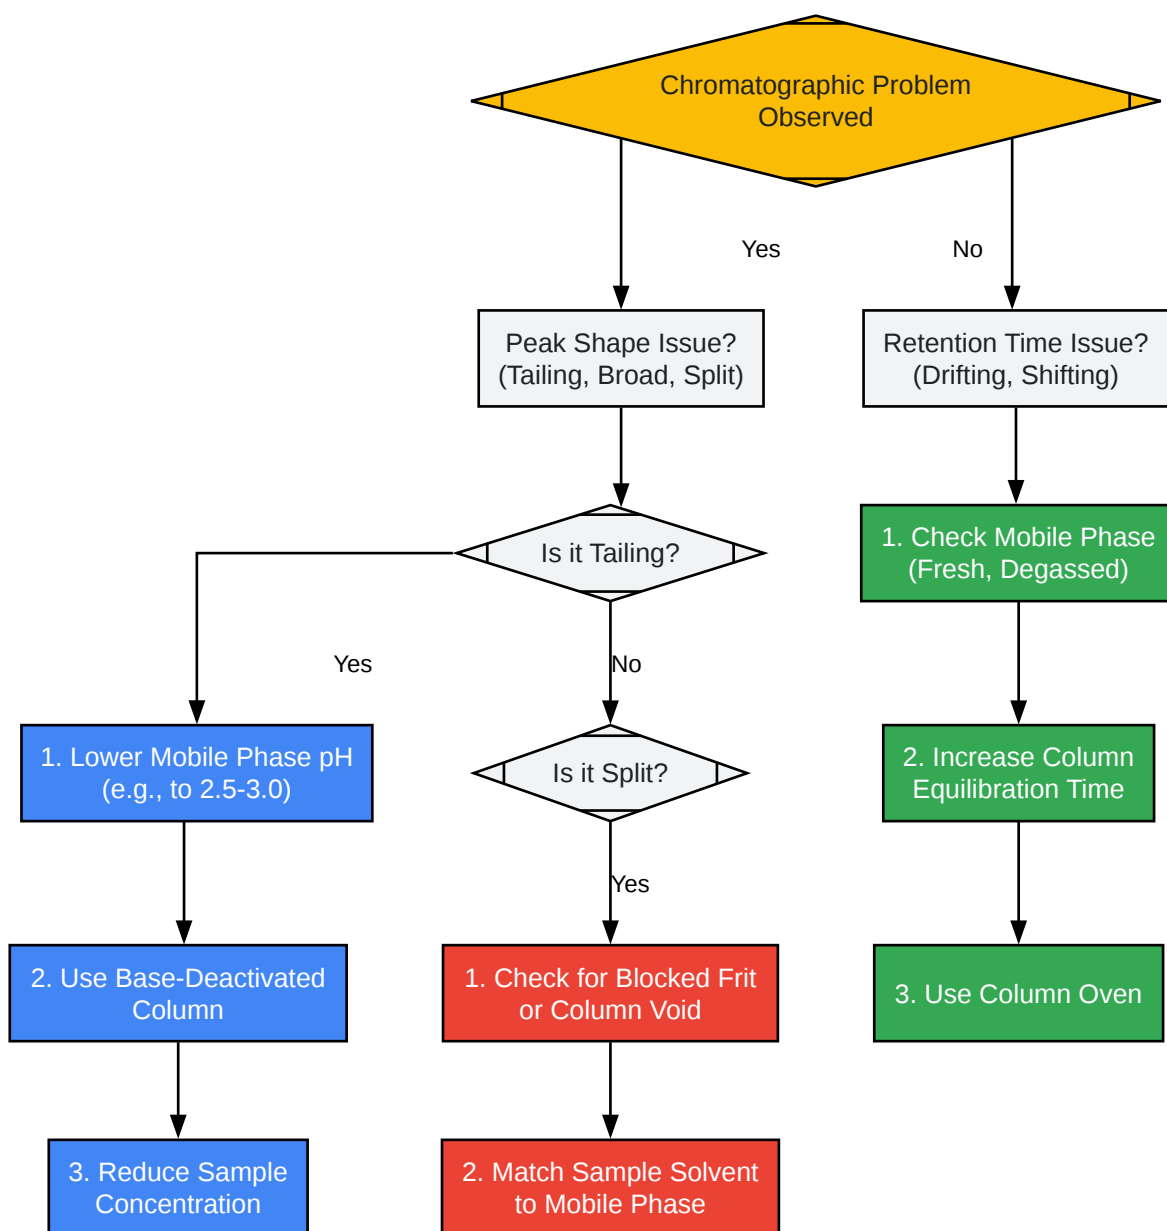 Chromatographic Problem
Observed
Yes
No
Peak Shape Issue?
(Tailing, Broad, Split)
Retention Time Issue?
(Drifting, Shifting)
Is it Tailing?
1. Check Mobile Phase
(Fresh, Degassed)
Yes
No
1. Lower Mobile Phase pH
(e.g., to 2.5-3.0)
Is it Split?
2. Increase Column
Equilibration Time
Yes
2. Use Base-Deactivated
Column
1. Check for Blocked Frit
or Column Void
3. Use Column Oven
3. Reduce Sample
Concentration
2. Match Sample Solvent
to Mobile Phase